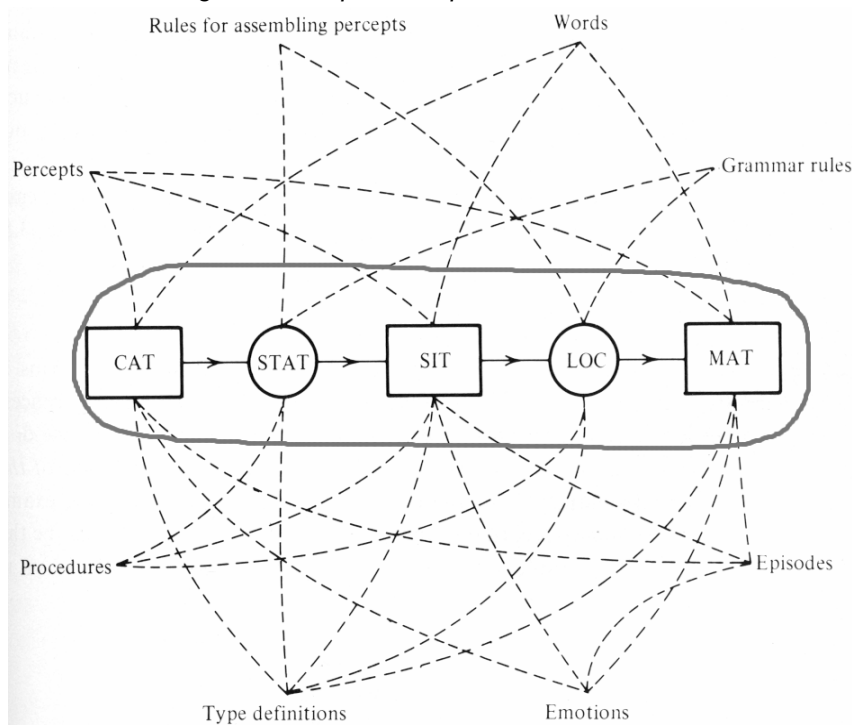 Rules for assembling percepts
Words
Percepts
Grammar rules
CAT
STAT
SIT
LOC
MAT
Procedures
Episodes
Type definitions
Emotions